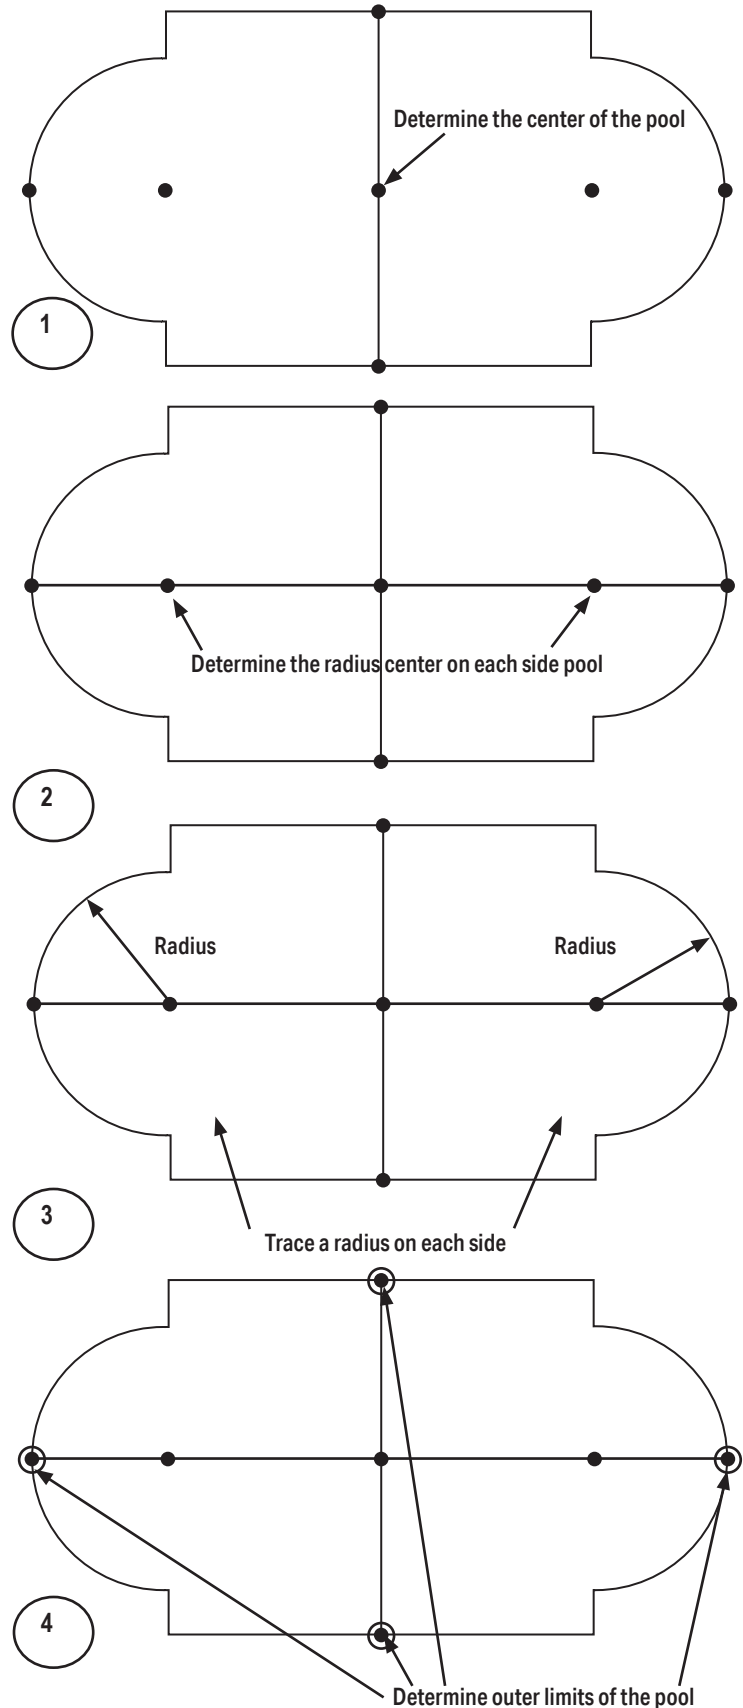 Determine the center of the pool
1
Determine the radius center on each side pool
2
Radius
Radius
3
Trace a radius on each side
4
Determine outer limits of the pool